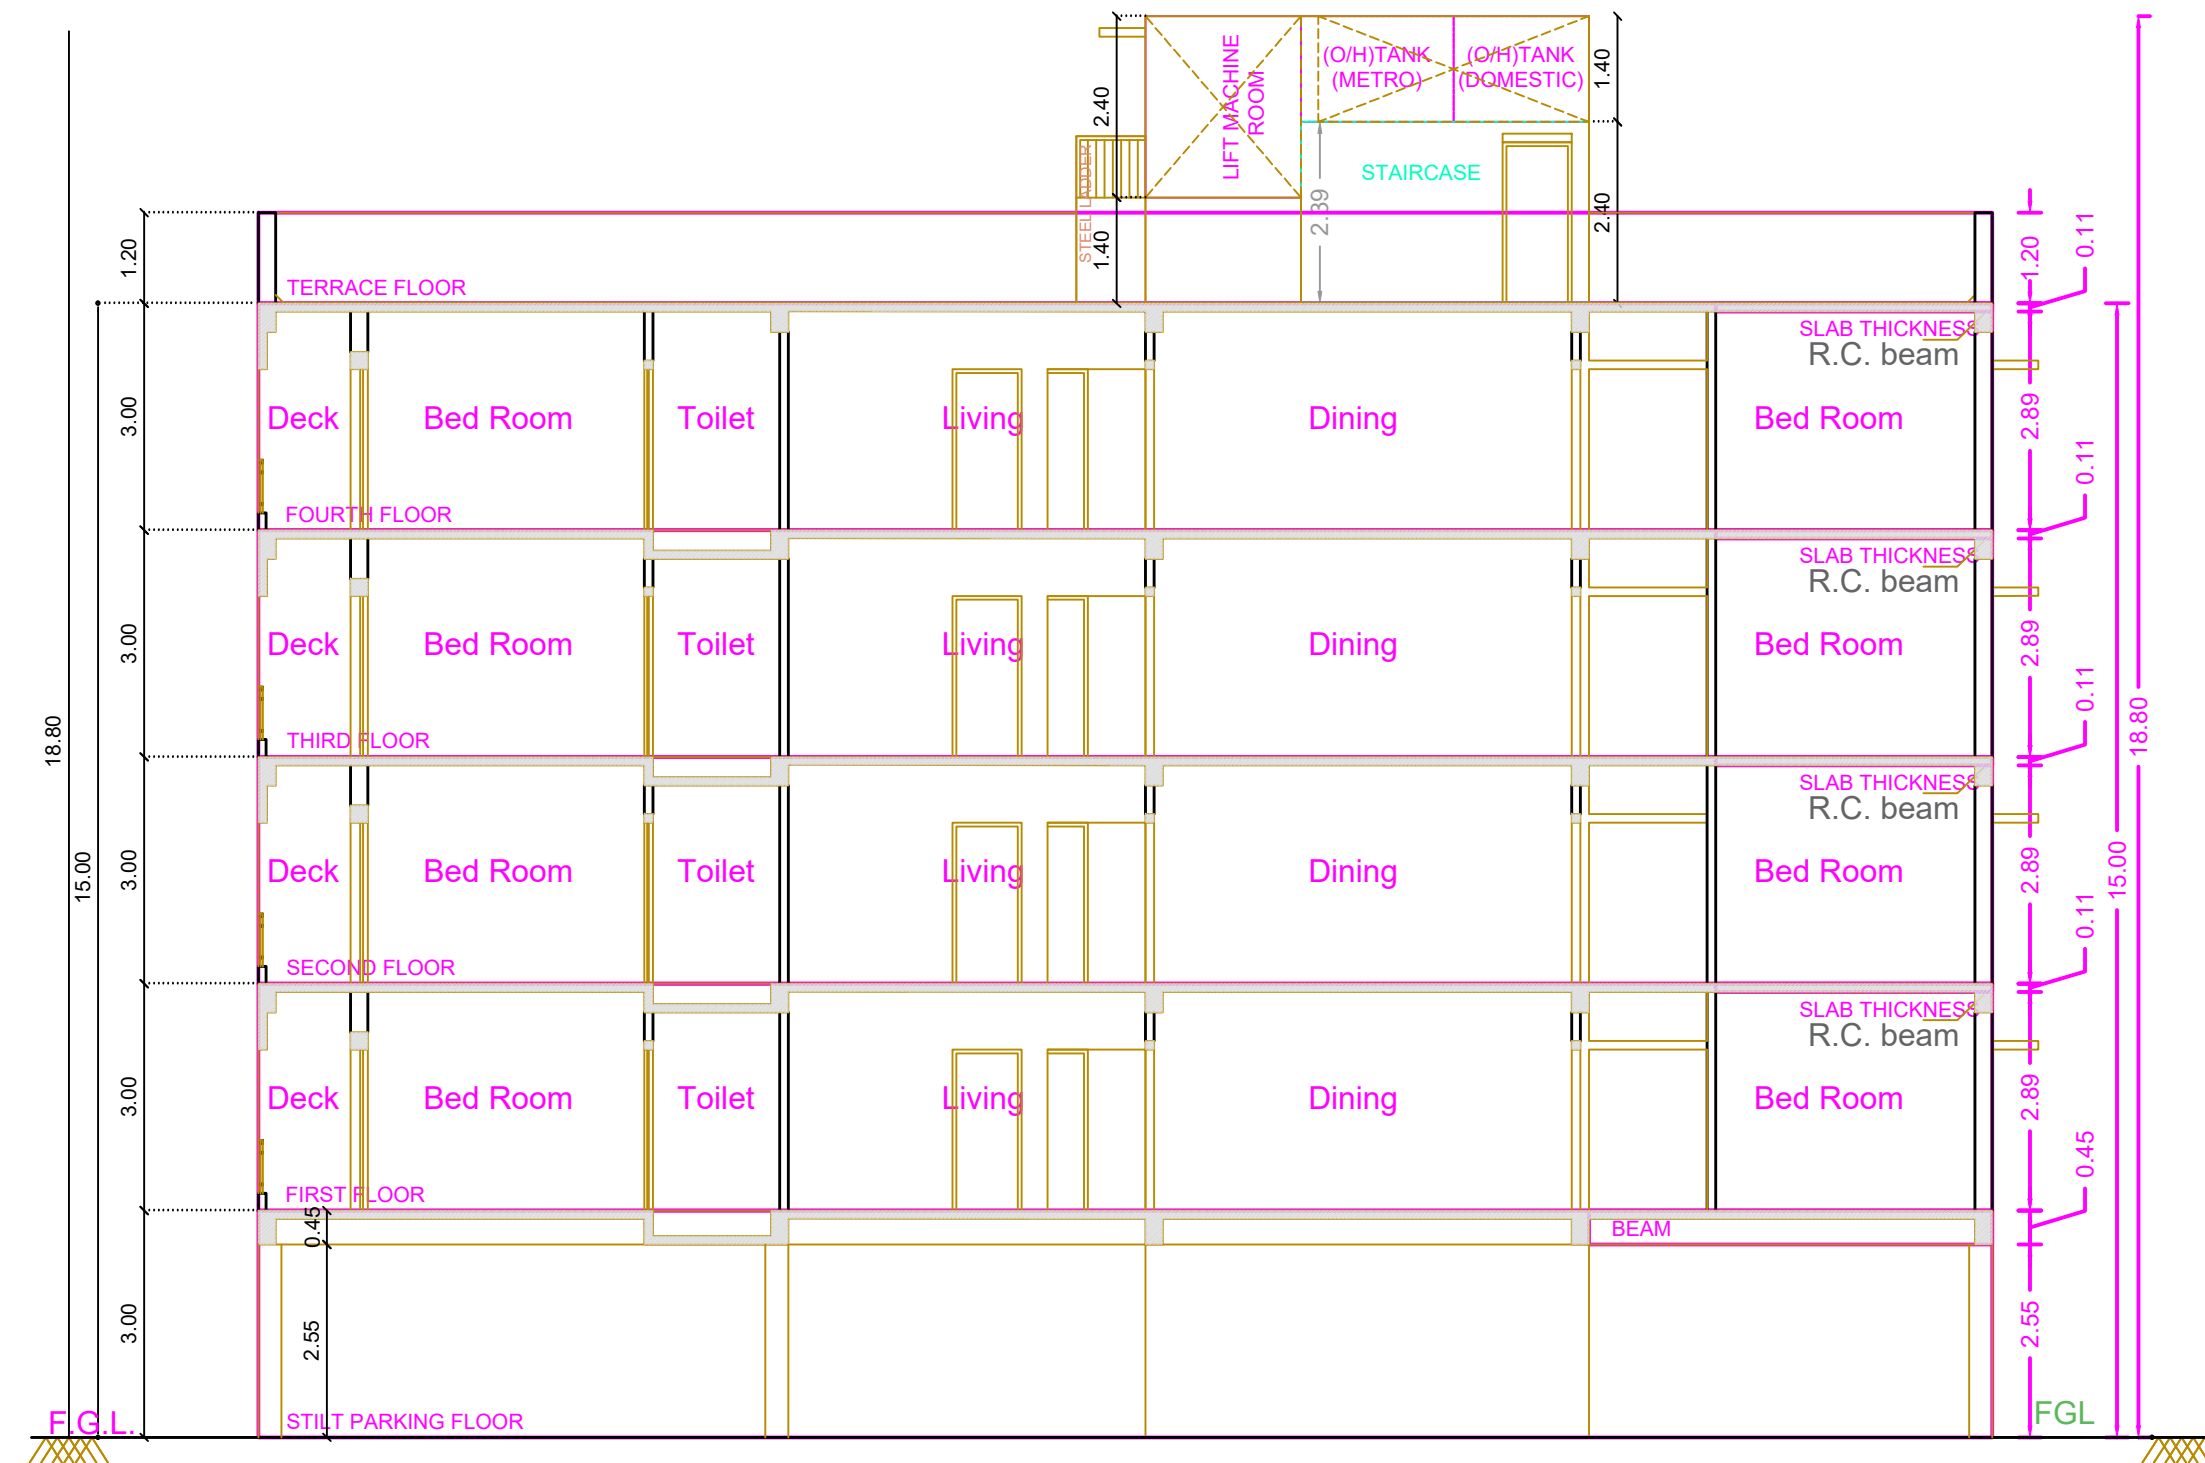 LIFT MACHINE
ROOM
(O/H)TANK
(METRO)
(O/H)TANK
(DOMESTIC)
1.40
2.40
STEEL LADDER
1.40
STAIRCASE
2.89
2.40
1.20
TERRACE FLOOR
1.20
0.11
SLAB THICKNESS
R.C. beam
3.00
Deck
Bed Room
Toilet
Living
Dining
Bed Room
2.89
0.11
FOURTH FLOOR
SLAB THICKNESS
R.C. beam
3.00
Deck
Bed Room
Toilet
Living
Dining
Bed Room
2.89
0.11
THIRD FLOOR
18.80
18.80
SLAB THICKNESS
R.C. beam
15.00
3.00
Deck
Bed Room
Toilet
Living
Dining
Bed Room
2.89
15.00
0.11
SECOND FLOOR
SLAB THICKNESS
R.C. beam
3.00
Deck
Bed Room
Toilet
Living
Dining
Bed Room
2.89
0.45
FIRST FLOOR
0.45
BEAM
3.00
2.55
2.55
F.G.L.
STILT PARKING FLOOR
FGL